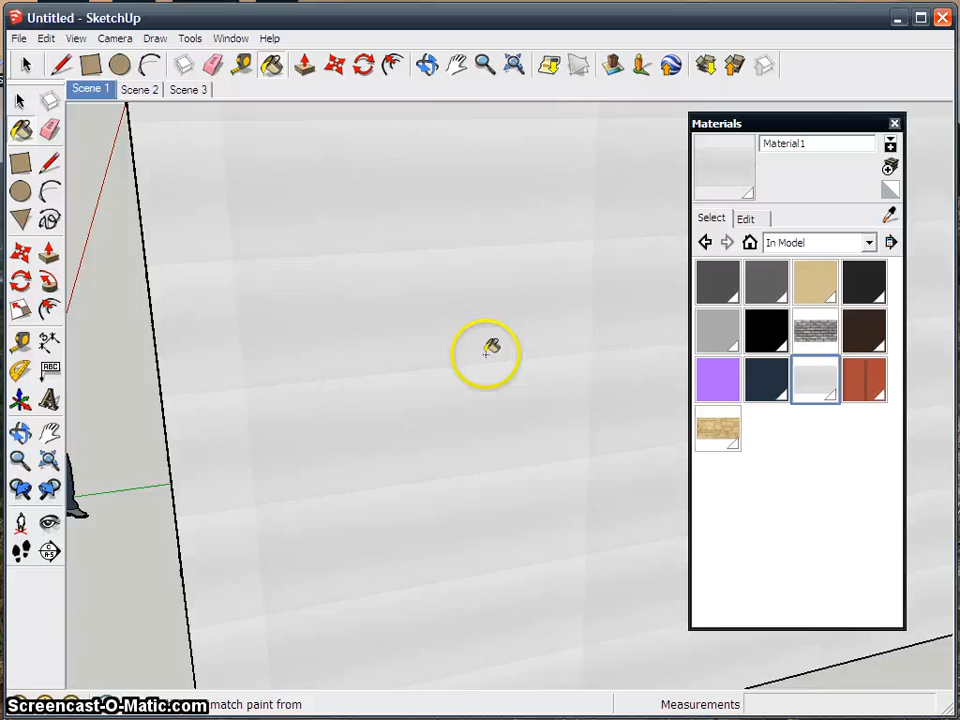 Untitled - SketchUp
File Edit View Camera Draw Tools Window Help
Scene 1 Scene 2 Scene 3
Materials
Material1
Select Edit
In Model
ABC
A
match paint from
Measurements
Screencast-O-Matic.com